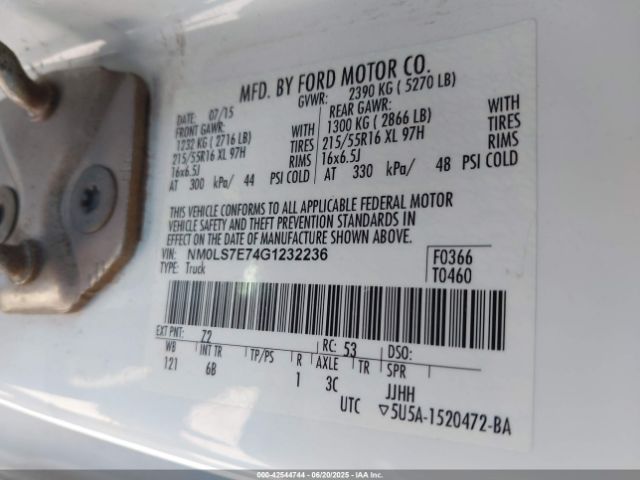 MFD. BY FORD MOTOR CO.
DATE: 07/15 GVWR: 2390 KG ( 5270 LB)
FRONT GAWR: REAR GAWR:
1232 KG ( 2716 LB) WITH 1300 KG ( 2866 LB) WITH
215/55R16 XL 97H TIRES 215/55R16 XL 97H TIRES
16x6.5J RIMS 16x6.5J RIMS
AT 300 kPa/ 44 PSI COLD AT 330 kPa/ 48 PSI COLD
THIS VEHICLE CONFORMS TO ALL APPLICABLE FEDERAL MOTOR
VEHICLE SAFETY AND THEFT PREVENTION STANDARDS IN
EFFECT ON THE DATE OF MANUFACTURE SHOWN ABOVE.
VIN: NM0LS7E74G1232236 F0366
TYPE: Truck T0460
EXT PNT: 72 RC: 53 DSO:
WB INT TR TP/PS R AXLE TR SPR
121 6B 1 3C JJHH
UTC ▽5U5A-1520472-BA
000-42544744 - 06/20/2025 - IAA Inc.